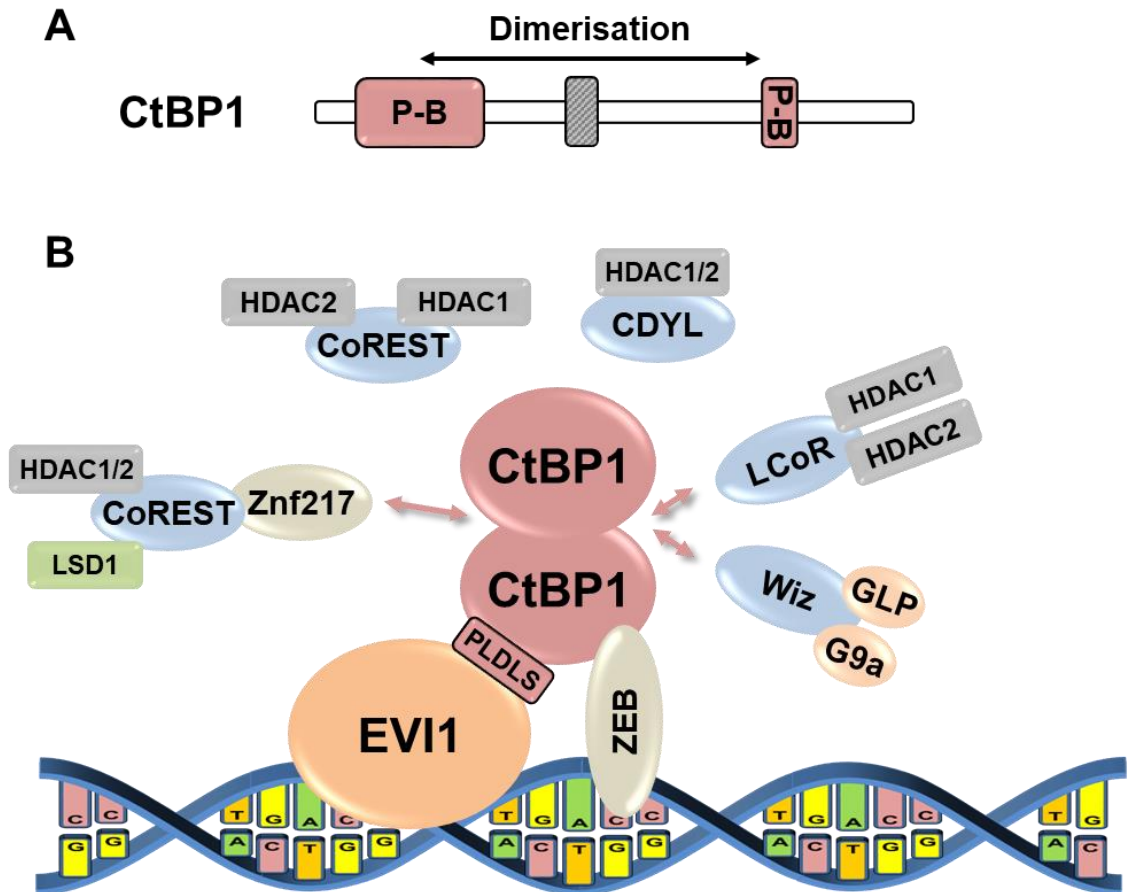 A
Dimerisation
CtBP1
P-B
P-B
B
HDAC2
HDAC1
CoREST
HDAC1/2
CDYL
HDAC1
HDAC2
LCoR
CtBP1
HDAC1/2
CoREST
Znf217
LSD1
CtBP1
Wiz
GLP
G9a
PLDLS
ZEB
EVI1
C C T G A C C T G A C C T G A C C T G
G G A C T G G A C T G G A C T G G A C